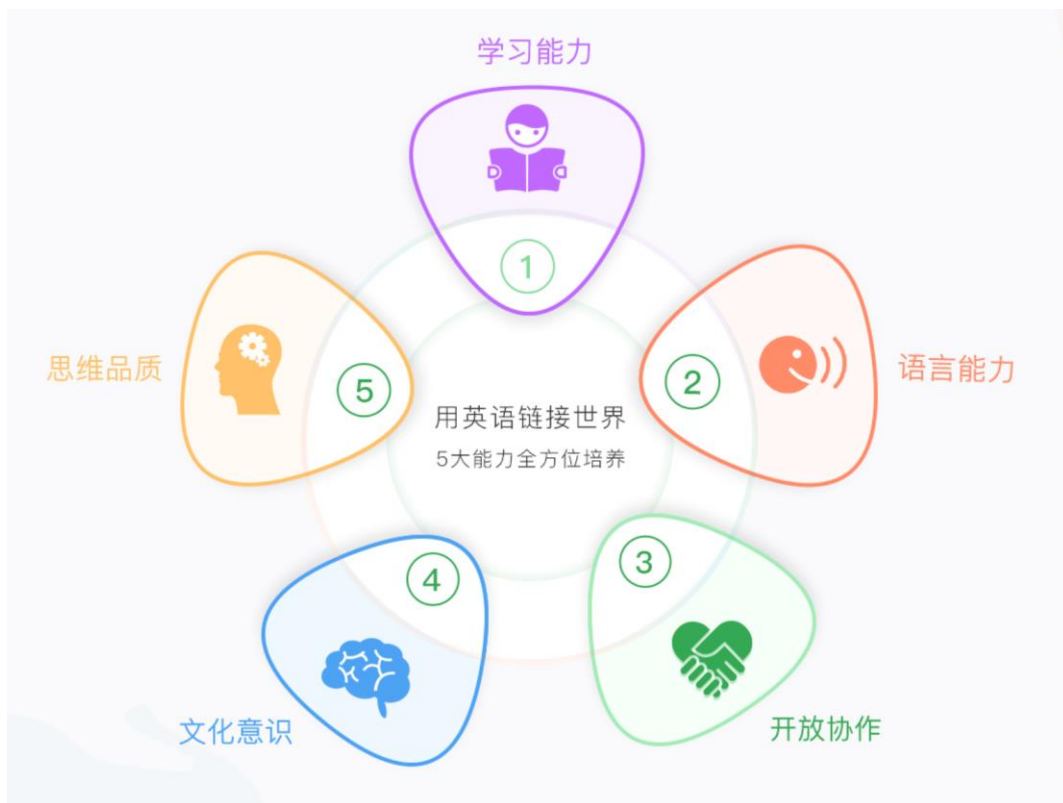 学习能力
①
语言能力
②
开放协作
③
文化意识
④
思维品质
⑤
用英语链接世界
5大能力全方位培养